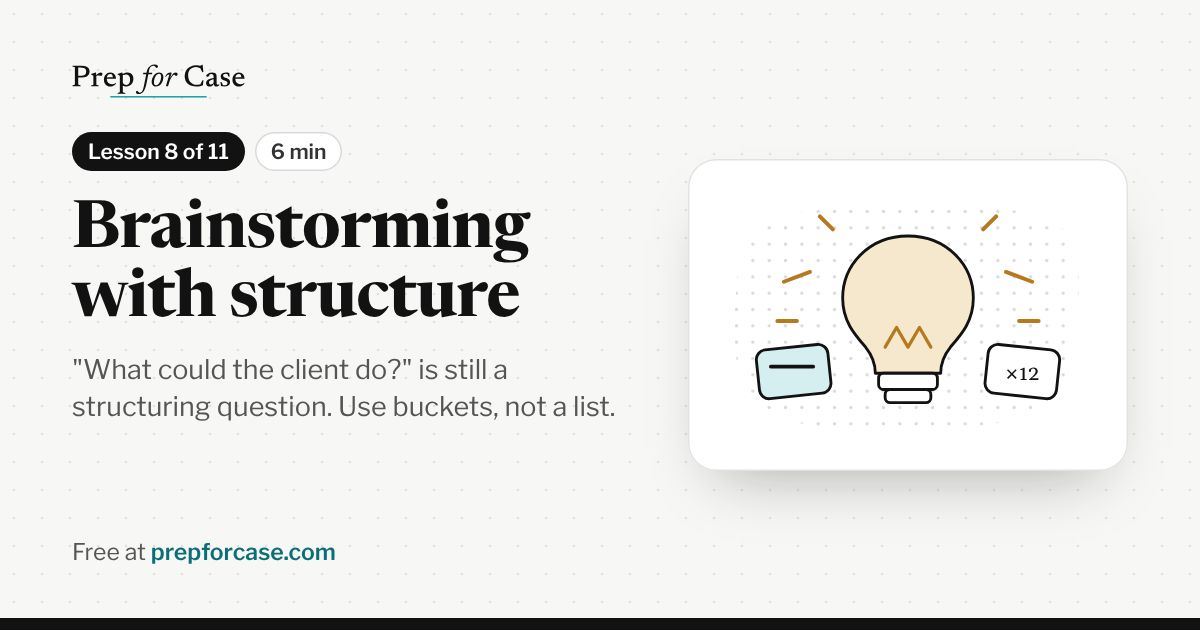 Prep for Case
Lesson 8 of 11
6 min
Brainstorming
with structure
"What could the client do?" is still a
structuring question. Use buckets, not a list.
×12
Free at prepforcase.com